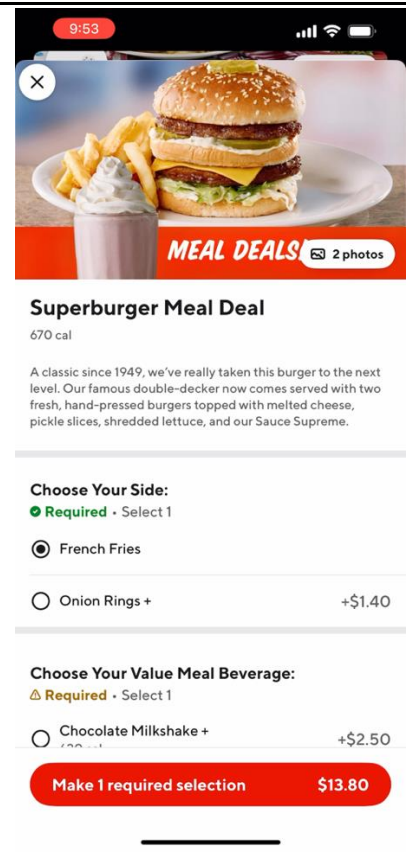 9:53
MEAL DEALS!
2 photos
Superburger Meal Deal
670 cal
A classic since 1949, we've really taken this burger to the next
level. Our famous double-decker now comes served with two
fresh, hand-pressed burgers topped with melted cheese,
pickle slices, shredded lettuce, and our Sauce Supreme.
Choose Your Side:
Required • Select 1
French Fries
Onion Rings + +$1.40
Choose Your Value Meal Beverage:
Required • Select 1
Chocolate Milkshake + +$2.50
Make 1 required selection $13.80